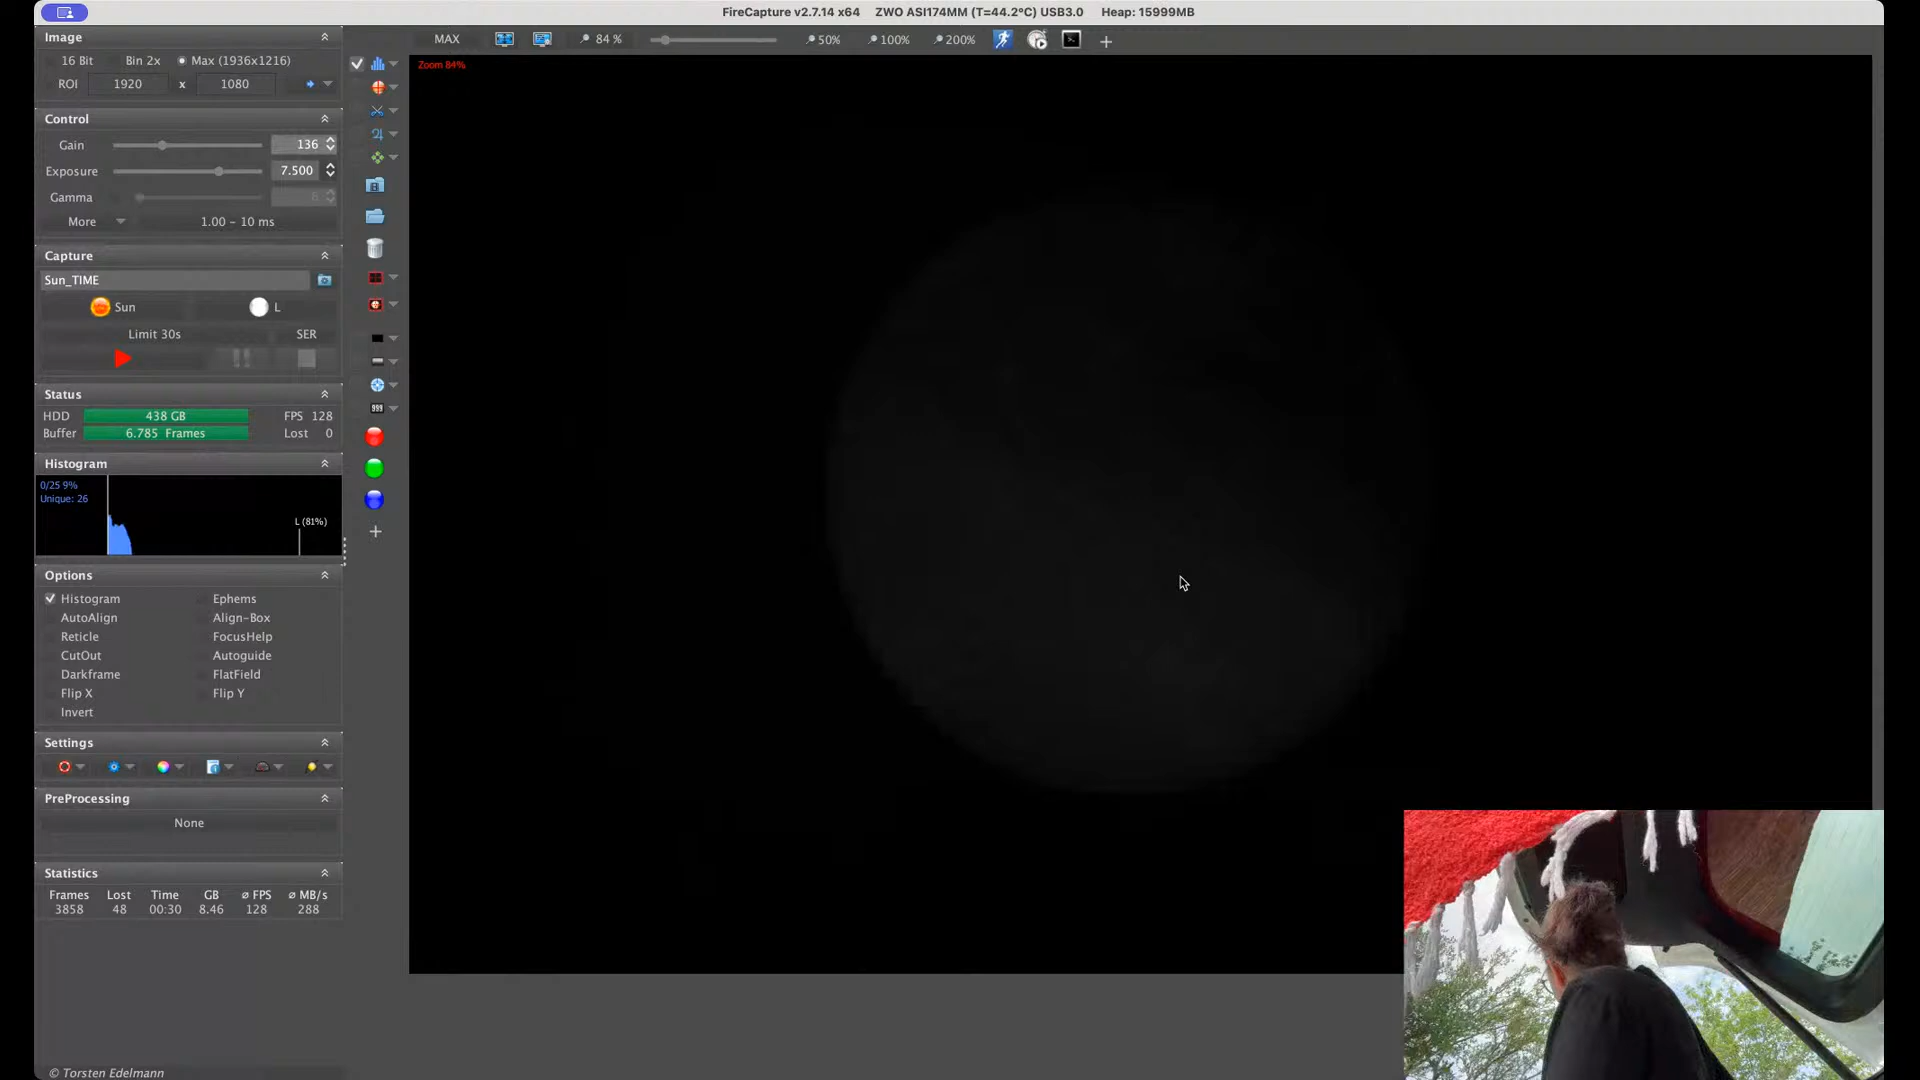 FireCapture v2.7.14 x64 ZWO ASI174MM (T=44.2°C) USB3.0 Heap: 15999MB
Image
16 Bit Bin 2x Max (1936x1216)
ROI 1920 x 1080
Control
Gain 136
Exposure 7.500
Gamma
More 1.00 - 10 ms
Capture
Sun_TIME
Sun L
Limit 30s SER
Status
HDD 438 GB FPS 128
Buffer 6.785 Frames Lost 0
Histogram
0/25 9%
Unique: 26
L (81%)
Options
Histogram Ephems
AutoAlign Align-Box
Reticle FocusHelp
CutOut Autoguide
Darkframe FlatField
Flip X Flip Y
Invert
Settings
PreProcessing
None
Statistics
Frames Lost Time GB ø FPS ø MB/s
3858 48 00:30 8.46 128 288
© Torsten Edelmann
MAX 84 % 50% 100% 200%
Zoom 84%
999